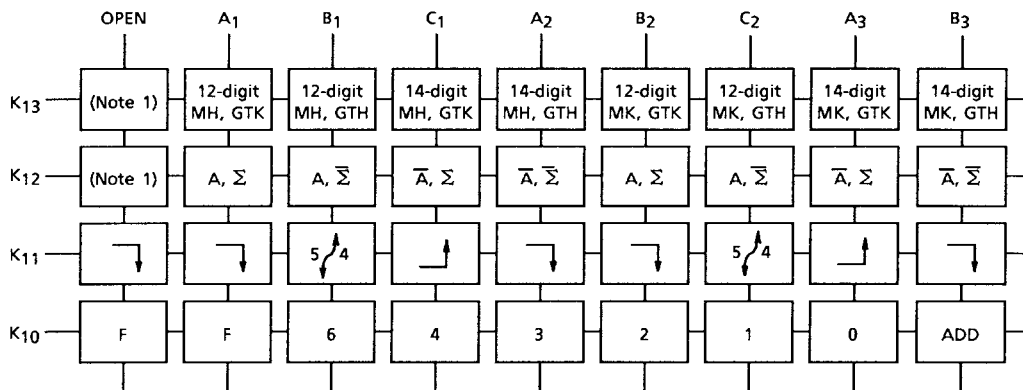 OPEN A₁ B₁ C₁ A₂ B₂ C₂ A₃ B₃
K₁₃ (Note 1) 12-digit MH, GTK 12-digit MH, GTH 14-digit MH, GTK 14-digit MH, GTH 12-digit MK, GTK 12-digit MK, GTH 14-digit MK, GTK 14-digit MK, GTH
K₁₂ (Note 1) A, Σ A, Σ̅ A̅, Σ A̅, Σ̅ A, Σ A, Σ̅ A̅, Σ A̅, Σ̅
K₁₁ 5 4 5 4
K₁₀ F F 6 4 3 2 1 0 ADD